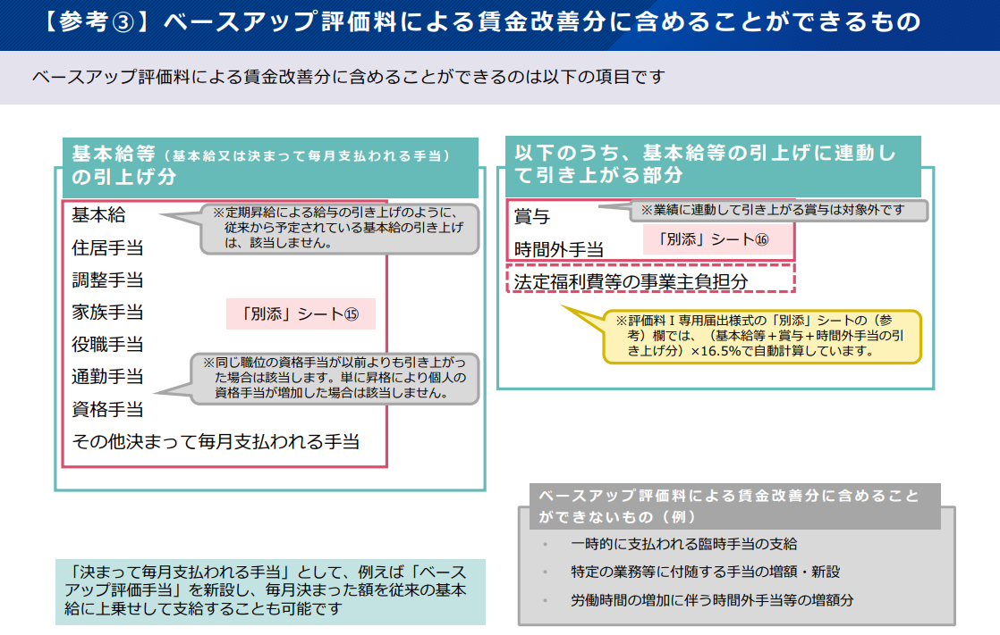 【参考③】ベースアップ評価料による賃金改善分に含めることができるもの
ベースアップ評価料による賃金改善分に含めることができるのは以下の項目です
基本給等（基本給又は決まって毎月支払われる手当）
の引上げ分
基本給
※定期昇給による給与の引き上げのように、
従来から予定されている基本給の引き上げ
は、該当しません。
住居手当
調整手当
家族手当
「別添」シート⑮
役職手当
通勤手当
※同じ職位の資格手当が以前よりも引き上がっ
た場合は該当します。単に昇格により個人の
資格手当が増加した場合は該当しません。
資格手当
その他決まって毎月支払われる手当
「決まって毎月支払われる手当」として、例えば「ベース
アップ評価手当」を新設し、毎月決まった額を従来の基本
給に上乗せして支給することも可能です
以下のうち、基本給等の引上げに連動し
て引き上がる部分
賞与
※業績に連動して引き上がる賞与は対象外です
「別添」シート⑯
時間外手当
法定福利費等の事業主負担分
※評価料Ⅰ専用届出様式の「別添」シートの（参
考）欄では、（基本給等＋賞与＋時間外手当の引
き上げ分）×16.5％で自動計算しています。
ベースアップ評価料による賃金改善分に含めること
ができないもの（例）
• 一時的に支払われる臨時手当の支給
• 特定の業務等に付随する手当の増額・新設
• 労働時間の増加に伴う時間外手当等の増額分